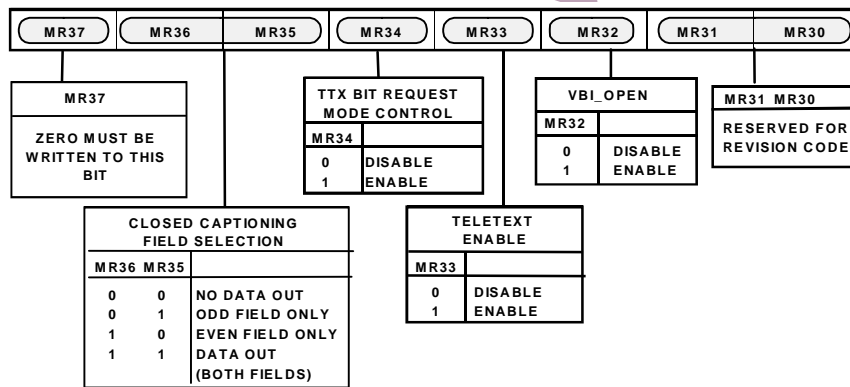 MR37 MR36 MR35 MR34 MR33 MR32 MR31 MR30
MR37
ZERO MUST BE
WRITTEN TO THIS
BIT
TTX BIT REQUEST
MODE CONTROL
MR34
0 DISABLE
1 ENABLE
VBI_OPEN
MR32
0 DISABLE
1 ENABLE
MR31 MR30
RESERVED FOR
REVISION CODE
CLOSED CAPTIONING
FIELD SELECTION
MR36 MR35
0 0 NO DATA OUT
0 1 ODD FIELD ONLY
1 0 EVEN FIELD ONLY
1 1 DATA OUT
(BOTH FIELDS)
TELETEXT
ENABLE
MR33
0 DISABLE
1 ENABLE